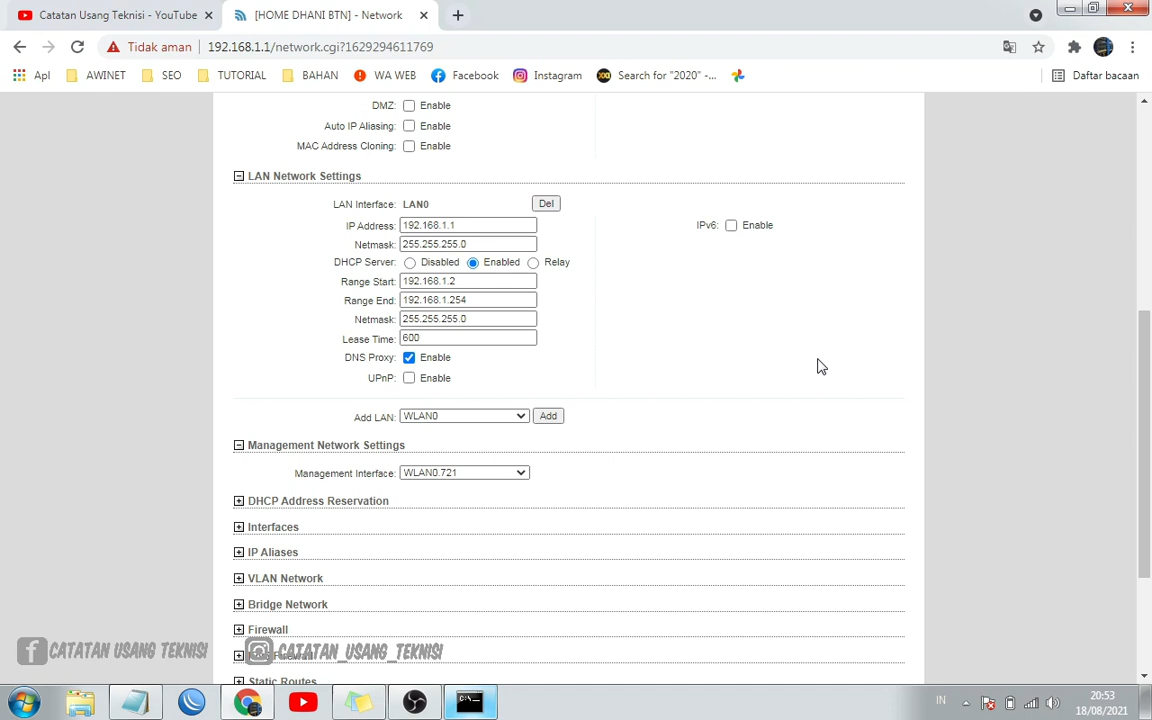 Catatan Usang Teknisi - YouTube
[HOME DHANI BTN] - Network
Tidak aman
192.168.1.1/network.cgi?1629294611769
Apl
AWINET
SEO
TUTORIAL
BAHAN
WA WEB
Facebook
Instagram
Search for "2020" -...
Daftar bacaan
DMZ: Enable
Auto IP Aliasing: Enable
MAC Address Cloning: Enable
LAN Network Settings
LAN Interface: LAN0 Del
IP Address: 192.168.1.1
IPv6: Enable
Netmask: 255.255.255.0
DHCP Server: Disabled Enabled Relay
Range Start: 192.168.1.2
Range End: 192.168.1.254
Netmask: 255.255.255.0
Lease Time: 600
DNS Proxy: Enable
UPnP: Enable
Add LAN: WLAN0 Add
Management Network Settings
Management Interface: WLAN0.721
DHCP Address Reservation
Interfaces
IP Aliases
VLAN Network
Bridge Network
Firewall
CATATAN USANG TEKNISI
CATATAN_USANG_TEKNISI
Static Routes
IN
20:53
18/08/2021